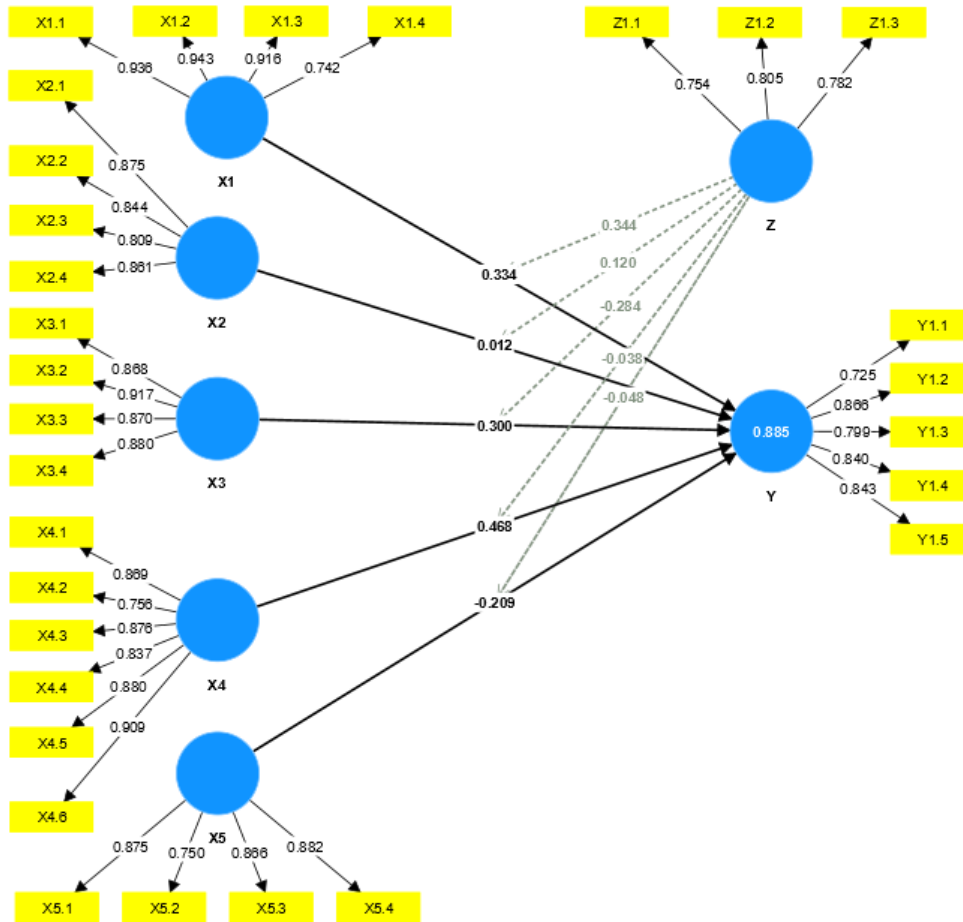 X1.1
X1.2
X1.3
X1.4
0.936
0.943
0.916
0.742
X1
X2.1
X2.2
X2.3
X2.4
0.875
0.844
0.809
0.861
X2
X3.1
X3.2
X3.3
X3.4
0.868
0.917
0.870
0.880
X3
X4.1
X4.2
X4.3
X4.4
X4.5
X4.6
0.869
0.756
0.876
0.837
0.880
0.909
X4
X5
0.875
0.750
0.866
0.882
X5.1
X5.2
X5.3
X5.4
Z1.1
Z1.2
Z1.3
0.754
0.805
0.782
Z
0.344
0.120
-0.284
-0.038
-0.048
0.334
0.012
0.300
0.468
-0.209
0.885
Y
0.725
0.866
0.799
0.840
0.843
Y1.1
Y1.2
Y1.3
Y1.4
Y1.5